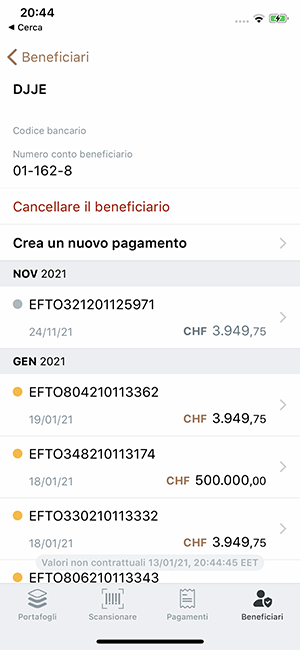 20:44
Cerca
Beneficiari
DJJE
Codice bancario
Numero conto beneficiario
01-162-8
Cancellare il beneficiario
Crea un nuovo pagamento
NOV 2021
EFTO321201125971
24/11/21 CHF 3.949,75
GEN 2021
EFTO804210113362
19/01/21 CHF 3.949,75
EFTO348210113174
18/01/21 CHF 500.000,00
EFTO330210113332
18/01/21 CHF 3.949,75
Valori non contrattuali 13/01/21, 20:44:45 EET
EFTO806210113343
Portafogli Scansionare Pagamenti Beneficiari